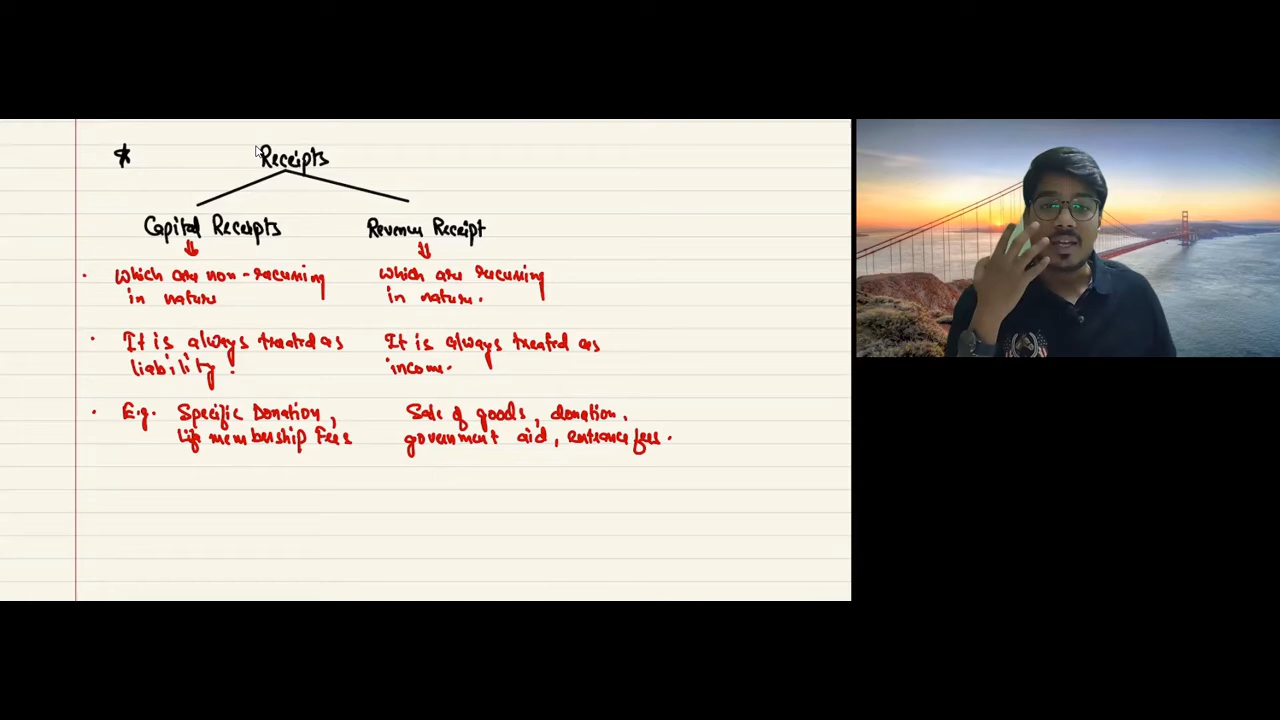 * Receipts
Capital Receipts
Revenue Receipt
• Which are non-recurring
in nature
which are recurring
in nature.
• It is always treated as
liability!
It is always treated as
income.
• E.g. Specific Donation,
Life membership Fees
Sale of goods, donation.
government aid, entrance fees.